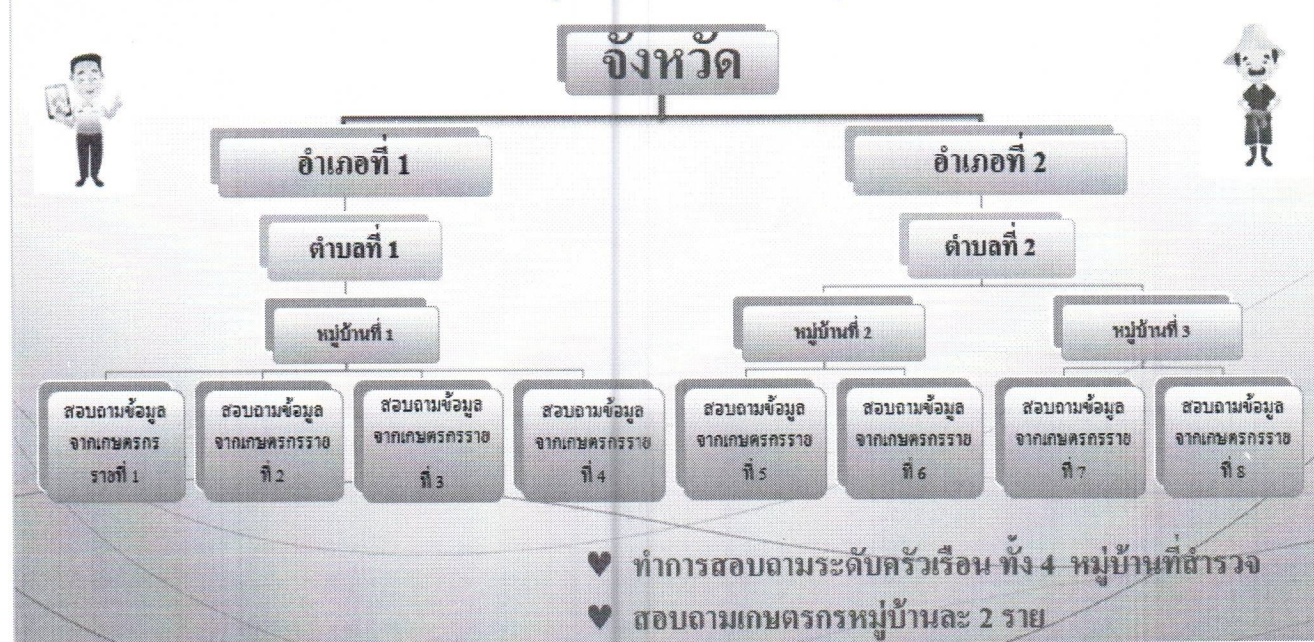 จังหวัด
อำเภอที่ 1
อำเภอที่ 2
ตำบลที่ 1
ตำบลที่ 2
หมู่บ้านที่ 1
หมู่บ้านที่ 2
หมู่บ้านที่ 3
สอบถามข้อมูล
จากเกษตรกร
รายที่ 1
สอบถามข้อมูล
จากเกษตรกรราย
ที่ 2
สอบถามข้อมูล
จากเกษตรกรราย
ที่ 3
สอบถามข้อมูล
จากเกษตรกรราย
ที่ 4
สอบถามข้อมูล
จากเกษตรกรราย
ที่ 5
สอบถามข้อมูล
จากเกษตรกรราย
ที่ 6
สอบถามข้อมูล
จากเกษตรกรราย
ที่ 7
สอบถามข้อมูล
จากเกษตรกรราย
ที่ 8
♥ ทำการสอบถามระดับครัวเรือน ทั้ง 4 หมู่บ้านที่สำรวจ
♥ สอบถามเกษตรกรหมู่บ้านละ 2 ราย